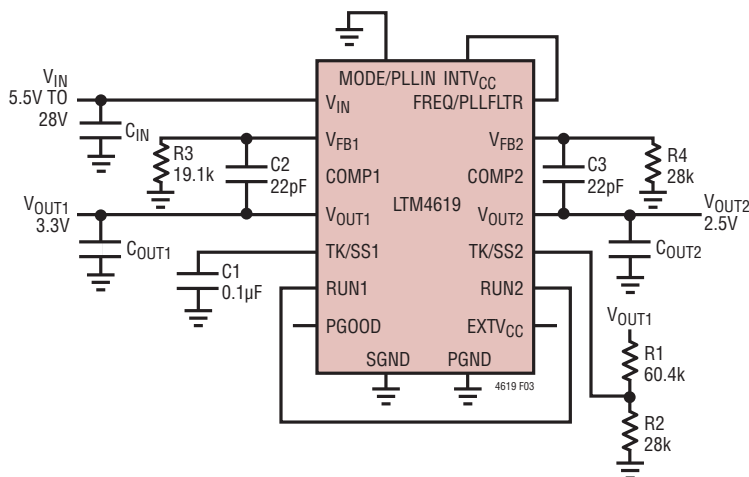 MODE/PLLIN INTVCC
VIN
5.5V TO
28V
CIN
VIN
FREQ/PLLFLTR
R3
19.1k
C2
22pF
VFB1
VFB2
C3
22pF
R4
28k
COMP1
COMP2
LTM4619
VOUT1
3.3V
VOUT1
VOUT2
VOUT2
2.5V
COUT1
COUT2
TK/SS1
TK/SS2
C1
0.1µF
RUN1
RUN2
PGOOD
EXTVCC
VOUT1
R1
60.4k
SGND
PGND
4619 F03
R2
28k